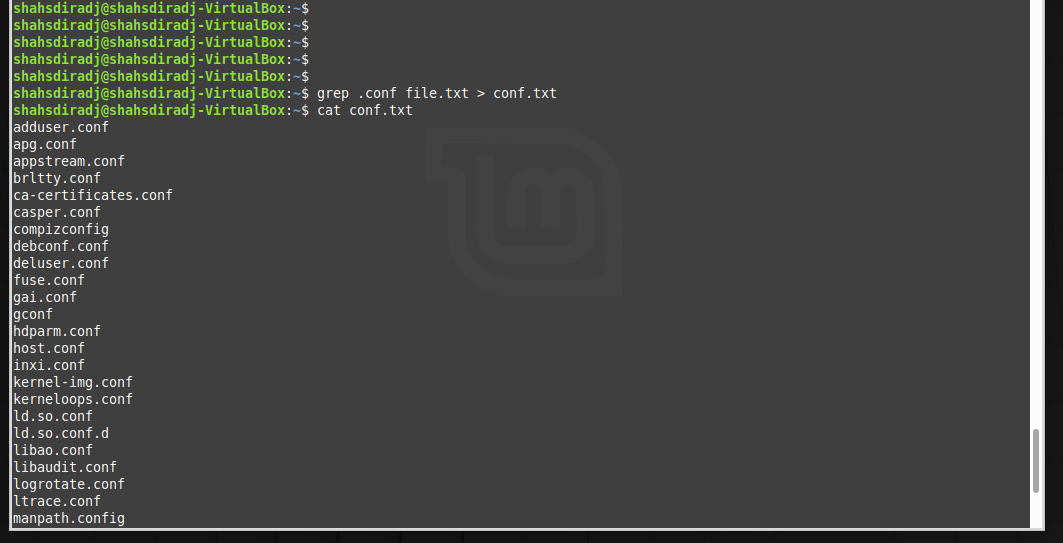 shahsdiradj@shahsdiradj-VirtualBox:~$
shahsdiradj@shahsdiradj-VirtualBox:~$
shahsdiradj@shahsdiradj-VirtualBox:~$
shahsdiradj@shahsdiradj-VirtualBox:~$
shahsdiradj@shahsdiradj-VirtualBox:~$
shahsdiradj@shahsdiradj-VirtualBox:~$ grep .conf file.txt > conf.txt
shahsdiradj@shahsdiradj-VirtualBox:~$ cat conf.txt
adduser.conf
apg.conf
appstream.conf
brltty.conf
ca-certificates.conf
casper.conf
compizconfig
debconf.conf
deluser.conf
fuse.conf
gai.conf
gconf
hdparm.conf
host.conf
inxi.conf
kernel-img.conf
kerneloops.conf
ld.so.conf
ld.so.conf.d
libao.conf
libaudit.conf
logrotate.conf
ltrace.conf
manpath.config